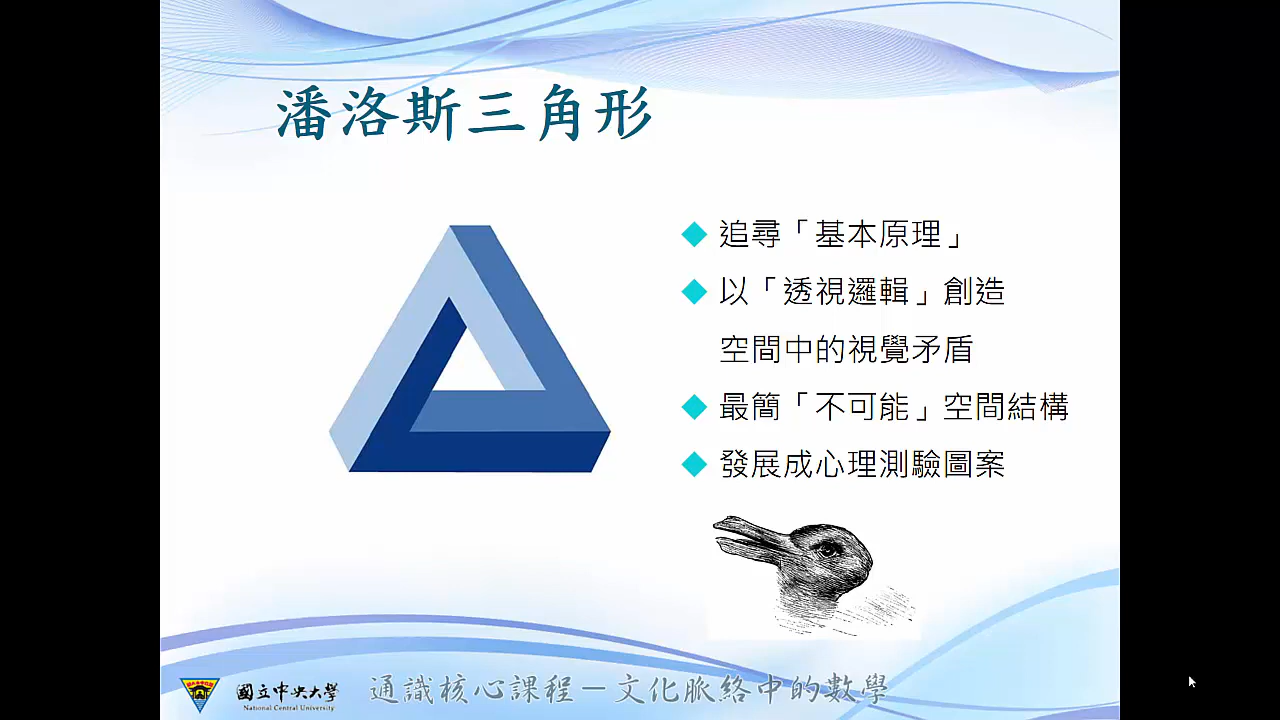 潘洛斯三角形
追尋「基本原理」
以「透視邏輯」創造
空間中的視覺矛盾
最簡「不可能」空間結構
發展成心理測驗圖案
國立中央大學
National Central University
通識核心課程－文化脈絡中的數學